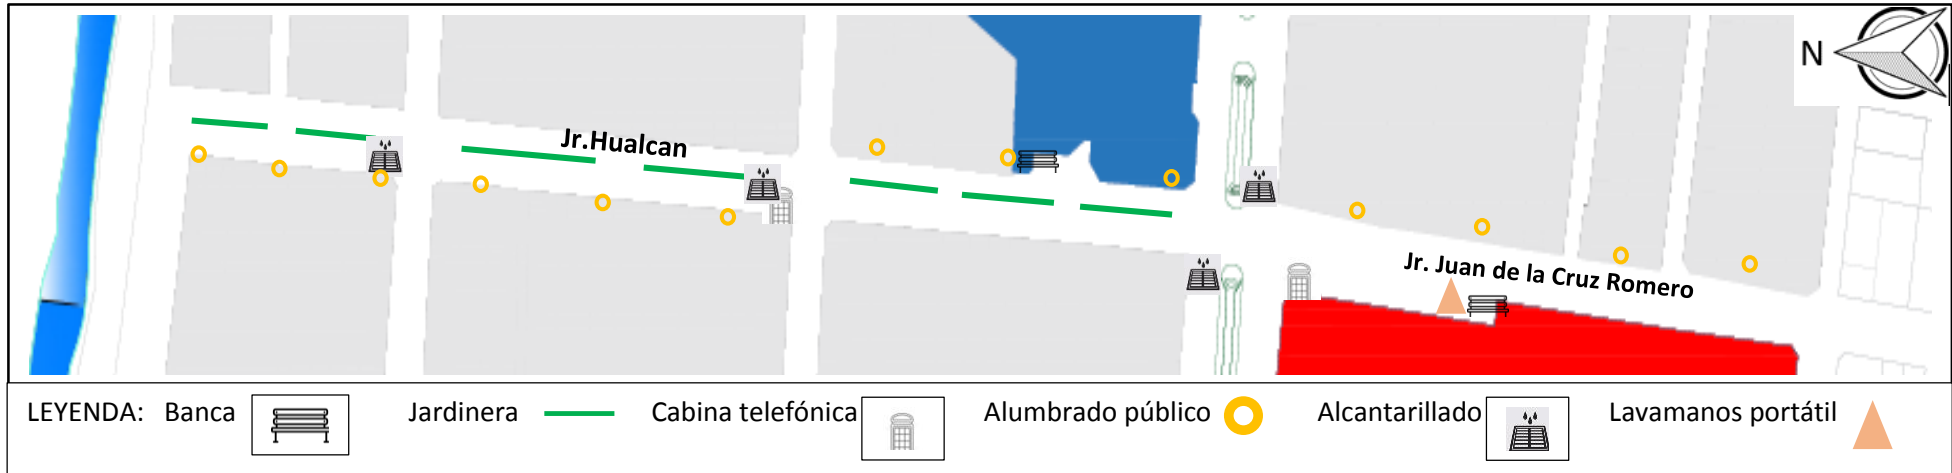 N
Jr.Hualcan
Jr. Juan de la Cruz Romero
LEYENDA: Banca Jardinera Cabina telefónica Alumbrado público Alcantarillado Lavamanos portátil